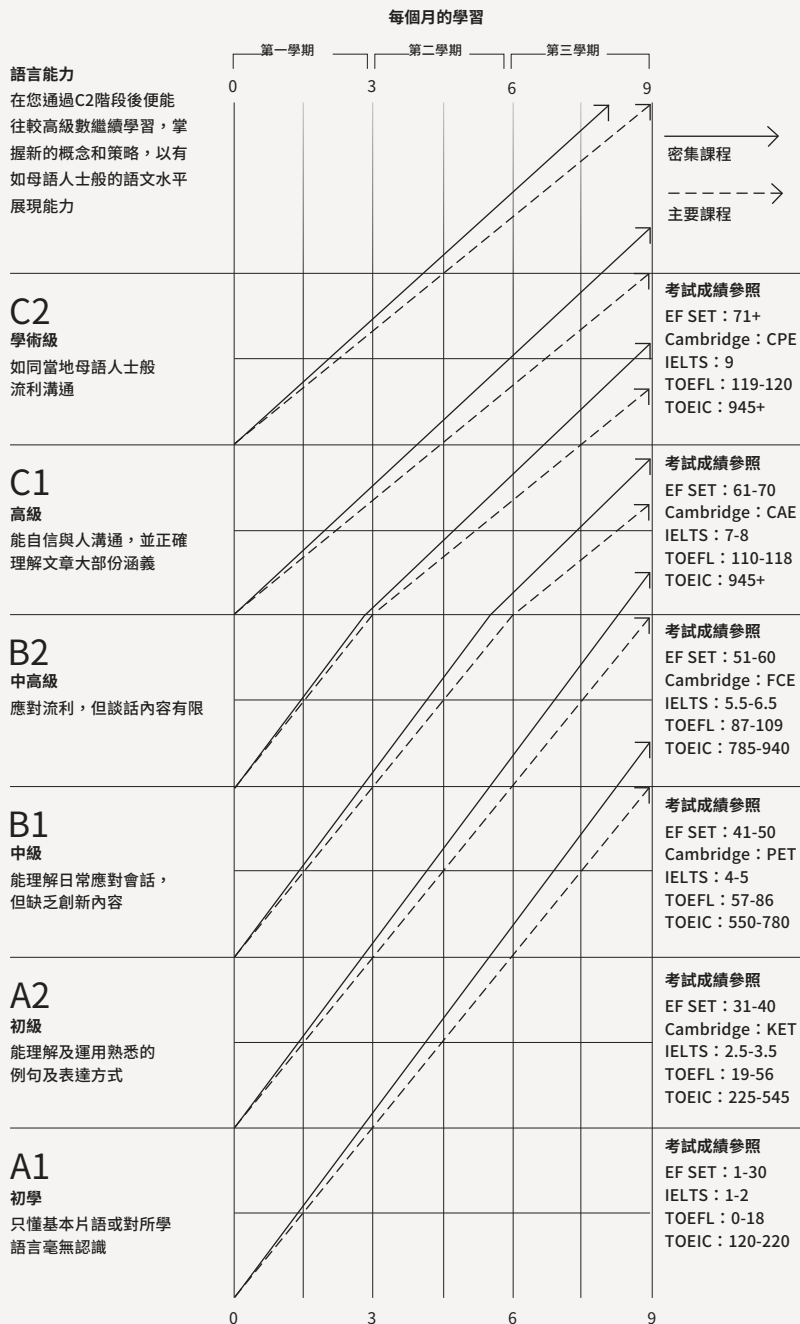 每個月的學習
第一學期
第二學期
第三學期
0
3
6
9
語言能力
在您通過C2階段後便能
往較高級數繼續學習，掌
握新的概念和策略，以有
如母語人士般的語文水平
展現能力
密集課程
主要課程
C2
學術級
如同當地母語人士般
流利溝通
考試成績參照
EF SET：71+
Cambridge：CPE
IELTS：9
TOEFL：119-120
TOEIC：945+
C1
高級
能自信與人溝通，並正確
理解文章大部份涵義
考試成績參照
EF SET：61-70
Cambridge：CAE
IELTS：7-8
TOEFL：110-118
TOEIC：945+
B2
中高級
應對流利，但談話內容有限
考試成績參照
EF SET：51-60
Cambridge：FCE
IELTS：5.5-6.5
TOEFL：87-109
TOEIC：785-940
B1
中級
能理解日常應對會話，
但缺乏創新內容
考試成績參照
EF SET：41-50
Cambridge：PET
IELTS：4-5
TOEFL：57-86
TOEIC：550-780
A2
初級
能理解及運用熟悉的
例句及表達方式
考試成績參照
EF SET：31-40
Cambridge：KET
IELTS：2.5-3.5
TOEFL：19-56
TOEIC：225-545
A1
初學
只懂基本片語或對所學
語言毫無認識
考試成績參照
EF SET：1-30
IELTS：1-2
TOEFL：0-18
TOEIC：120-220
0
3
6
9